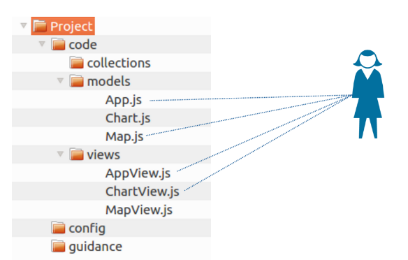 Project
code
collections
models
App.js
Chart.js
Map.js
views
AppView.js
ChartView.js
MapView.js
config
guidance